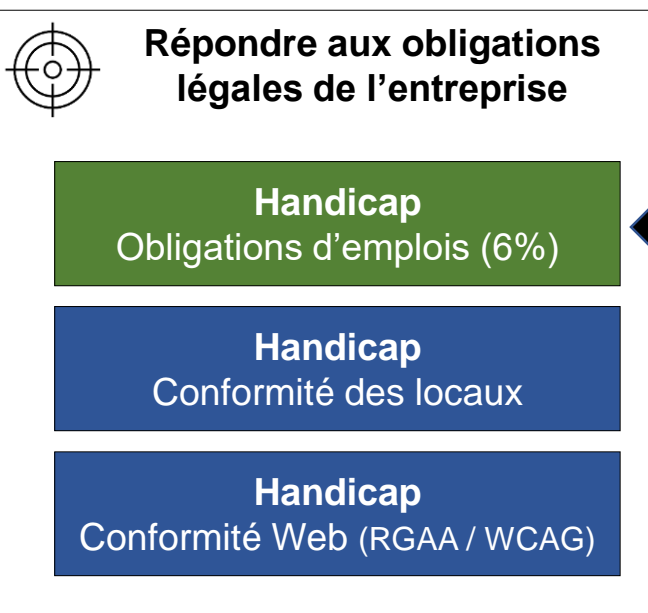 Répondre aux obligations
légales de l’entreprise
Handicap
Obligations d’emplois (6%)
Handicap
Conformité des locaux
Handicap
Conformité Web (RGAA / WCAG)